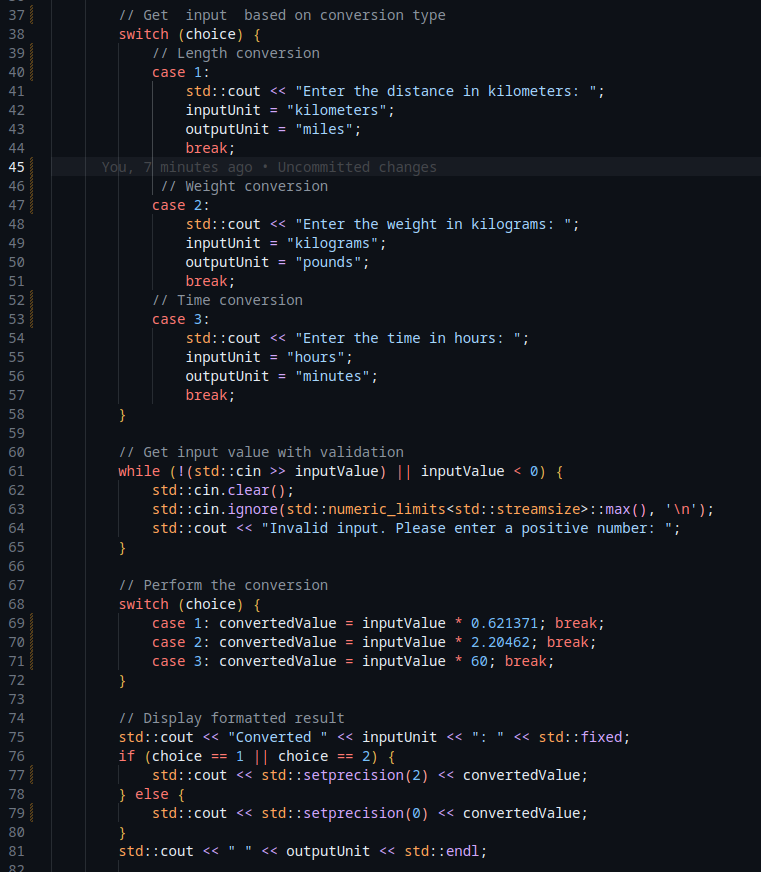 37 // Get  input  based on conversion type
38 switch (choice) {
39     // Length conversion
40     case 1:
41         std::cout << "Enter the distance in kilometers: ";
42         inputUnit = "kilometers";
43         outputUnit = "miles";
44         break;
45 You, 7 minutes ago • Uncommitted changes
46      // Weight conversion
47     case 2:
48         std::cout << "Enter the weight in kilograms: ";
49         inputUnit = "kilograms";
50         outputUnit = "pounds";
51         break;
52     // Time conversion
53     case 3:
54         std::cout << "Enter the time in hours: ";
55         inputUnit = "hours";
56         outputUnit = "minutes";
57         break;
58 }
59
60 // Get input value with validation
61 while (!(std::cin >> inputValue) || inputValue < 0) {
62     std::cin.clear();
63     std::cin.ignore(std::numeric_limits<std::streamsize>::max(), '\n');
64     std::cout << "Invalid input. Please enter a positive number: ";
65 }
66
67 // Perform the conversion
68 switch (choice) {
69     case 1: convertedValue = inputValue * 0.621371; break;
70     case 2: convertedValue = inputValue * 2.20462; break;
71     case 3: convertedValue = inputValue * 60; break;
72 }
73
74 // Display formatted result
75 std::cout << "Converted " << inputUnit << ": " << std::fixed;
76 if (choice == 1 || choice == 2) {
77     std::cout << std::setprecision(2) << convertedValue;
78 } else {
79     std::cout << std::setprecision(0) << convertedValue;
80 }
81 std::cout << " " << outputUnit << std::endl;
82